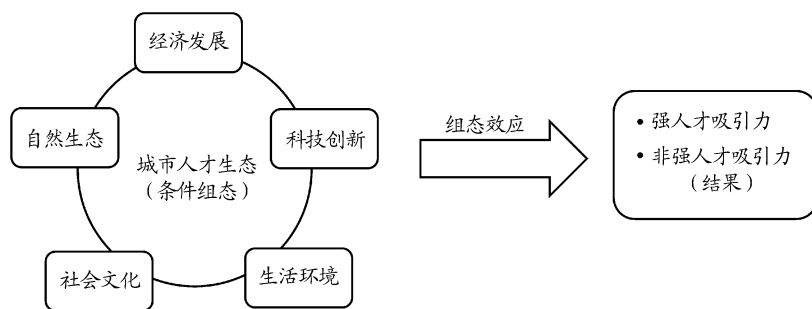 经济发展
自然生态
科技创新
城市人才生态
（条件组态）
社会文化
生活环境
组态效应
• 强人才吸引力
• 非强人才吸引力
（结果）